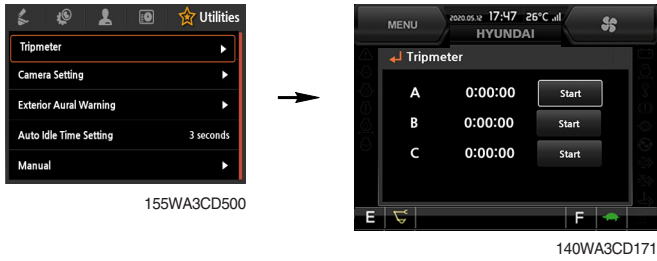 Utilities
Tripmeter
Camera Setting
Exterior Aural Warning
Auto Idle Time Setting 3 seconds
Manual
155WA3CD500
MENU 2020.05.12 17:47 26°C
HYUNDAI
Tripmeter
A 0:00:00 Start
B 0:00:00 Start
C 0:00:00 Start
E F
140WA3CD171